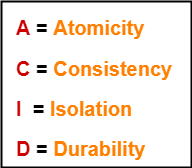 A = Atomicity
C = Consistency
I = Isolation
D = Durability